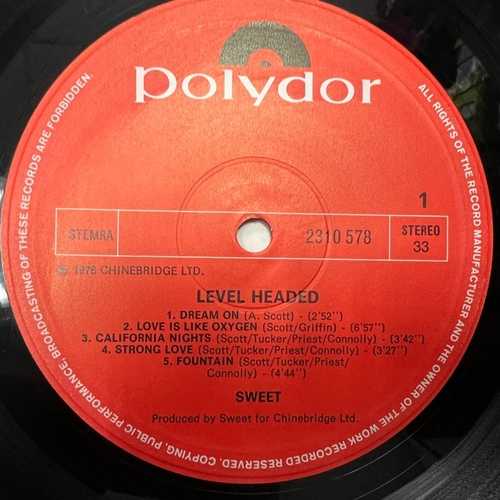 polydor
1
STEMRA
2310 578
STEREO
33
℗ 1978 CHINEBRIDGE LTD.
LEVEL HEADED
1. DREAM ON (A. Scott) - (2'52'')
2. LOVE IS LIKE OXYGEN (Scott/Griffin) - (6'57'')
3. CALIFORNIA NIGHTS (Scott/Tucker/Priest/Connolly) - (3'42'')
4. STRONG LOVE (Scott/Tucker/Priest/Connolly) - (3'27'')
5. FOUNTAIN (Scott/Tucker/Priest/
Connolly) - (4'44'')
SWEET
Produced by Sweet for Chinebridge Ltd.
ALL RIGHTS OF THE RECORD MANUFACTURER AND THE OWNER OF THE WORK RECORDED RESERVED. COPYING, PUBLIC PERFORMANCE, BROADCASTING OF THESE RECORDS ARE FORBIDDEN.